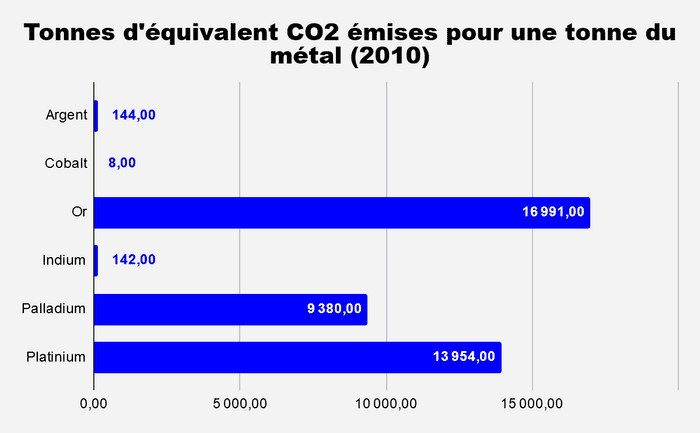 Tonnes d'équivalent CO2 émises pour une tonne du
métal (2010)
Argent 144,00
Cobalt 8,00
Or 16 991,00
Indium 142,00
Palladium 9 380,00
Platinium 13 954,00
0,00 5 000,00 10 000,00 15 000,00